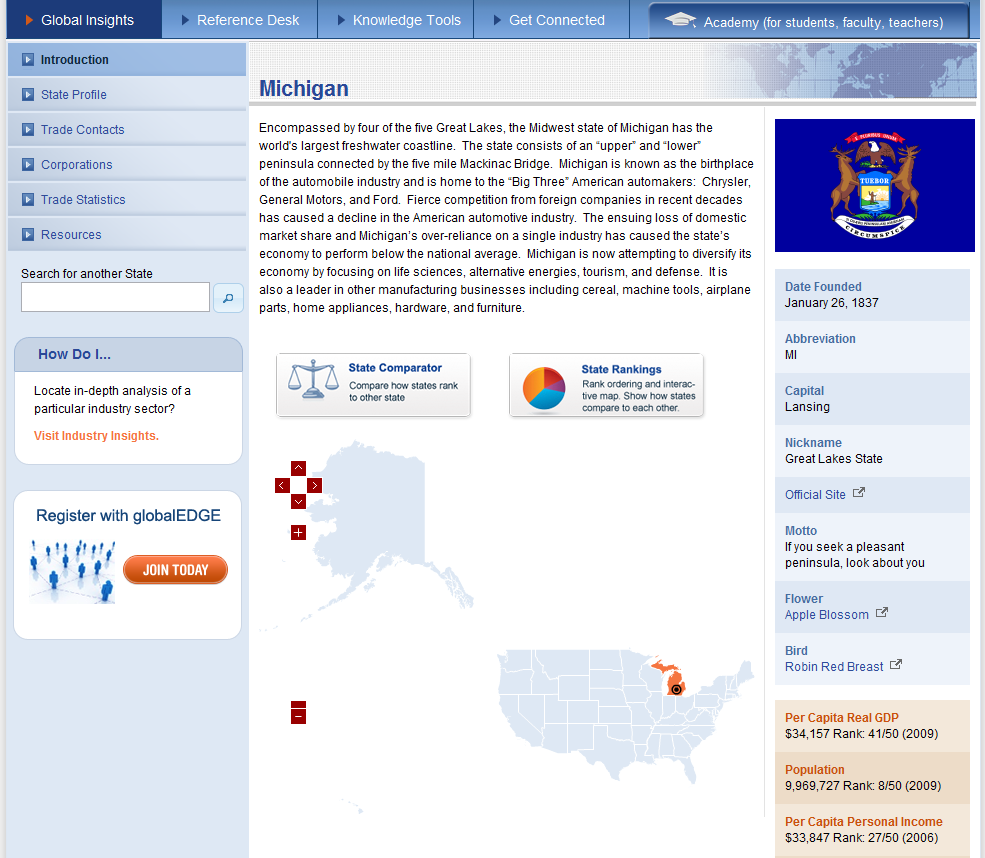 Global Insights
Reference Desk
Knowledge Tools
Get Connected
Academy (for students, faculty, teachers)
Introduction
State Profile
Trade Contacts
Corporations
Trade Statistics
Resources
Search for another State
How Do I...
Locate in-depth analysis of a
particular industry sector?
Visit Industry Insights.
Register with globalEDGE
JOIN TODAY
Michigan
Encompassed by four of the five Great Lakes, the Midwest state of Michigan has the
world's largest freshwater coastline.  The state consists of an “upper” and “lower”
peninsula connected by the five mile Mackinac Bridge.  Michigan is known as the birthplace
of the automobile industry and is home to the “Big Three” American automakers:  Chrysler,
General Motors, and Ford.  Fierce competition from foreign companies in recent decades
has caused a decline in the American automotive industry.  The ensuing loss of domestic
market share and Michigan’s over-reliance on a single industry has caused the state’s
economy to perform below the national average.  Michigan is now attempting to diversify its
economy by focusing on life sciences, alternative energies, tourism, and defense.  It is
also a leader in other manufacturing businesses including cereal, machine tools, airplane
parts, home appliances, hardware, and furniture.
State Comparator
Compare how states rank
to other state
State Rankings
Rank ordering and interac-
tive map. Show how states
compare to each other.
TUEBOR
CIRCUMSPICE
Date Founded
January 26, 1837
Abbreviation
MI
Capital
Lansing
Nickname
Great Lakes State
Official Site
Motto
If you seek a pleasant
peninsula, look about you
Flower
Apple Blossom
Bird
Robin Red Breast
Per Capita Real GDP
$34,157 Rank: 41/50 (2009)
Population
9,969,727 Rank: 8/50 (2009)
Per Capita Personal Income
$33,847 Rank: 27/50 (2006)